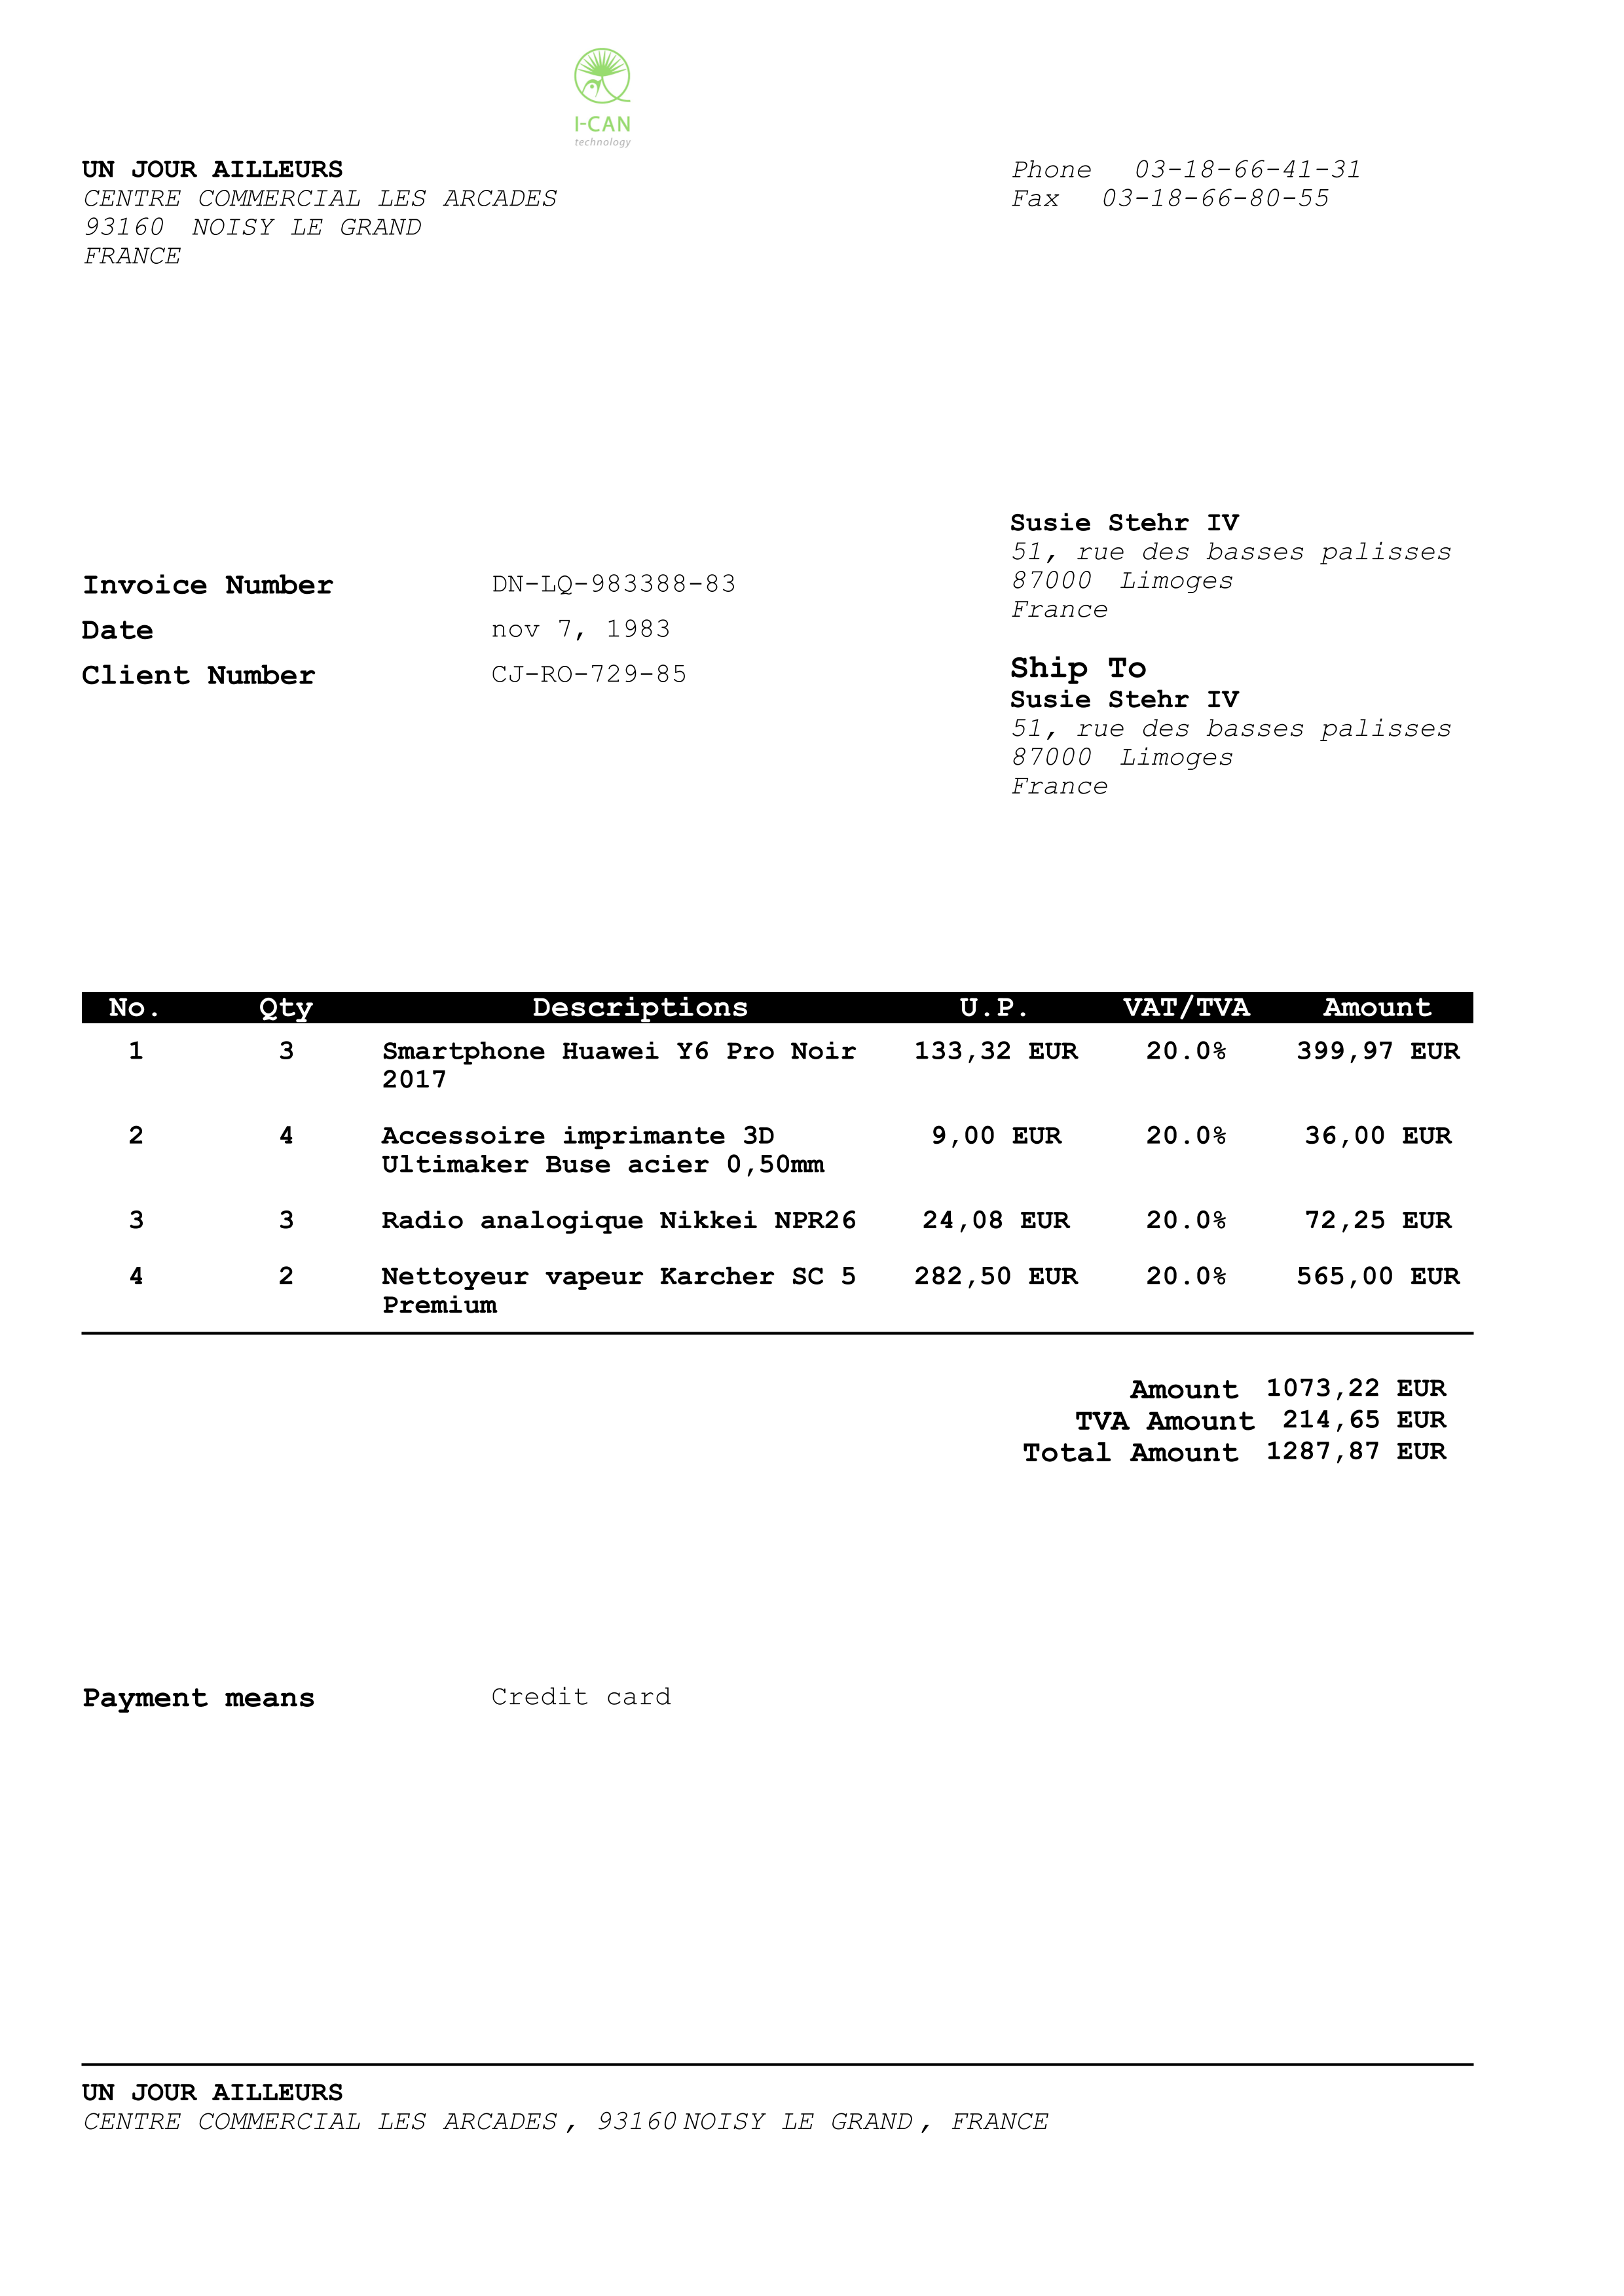 I-CAN
technology
UN JOUR AILLEURS
CENTRE COMMERCIAL LES ARCADES
93160 NOISY LE GRAND
FRANCE
Phone 03-18-66-41-31
Fax 03-18-66-80-55
Susie Stehr IV
51, rue des basses palisses
87000 Limoges
France
Invoice Number DN-LQ-983388-83
Date nov 7, 1983
Client Number CJ-RO-729-85
Ship To
Susie Stehr IV
51, rue des basses palisses
87000 Limoges
France
No. Qty Descriptions U.P. VAT/TVA Amount
1 3 Smartphone Huawei Y6 Pro Noir 133,32 EUR 20.0% 399,97 EUR
2017
2 4 Accessoire imprimante 3D 9,00 EUR 20.0% 36,00 EUR
Ultimaker Buse acier 0,50mm
3 3 Radio analogique Nikkei NPR26 24,08 EUR 20.0% 72,25 EUR
4 2 Nettoyeur vapeur Karcher SC 5 282,50 EUR 20.0% 565,00 EUR
Premium
Amount 1073,22 EUR
TVA Amount 214,65 EUR
Total Amount 1287,87 EUR
Payment means Credit card
UN JOUR AILLEURS
CENTRE COMMERCIAL LES ARCADES , 93160 NOISY LE GRAND , FRANCE